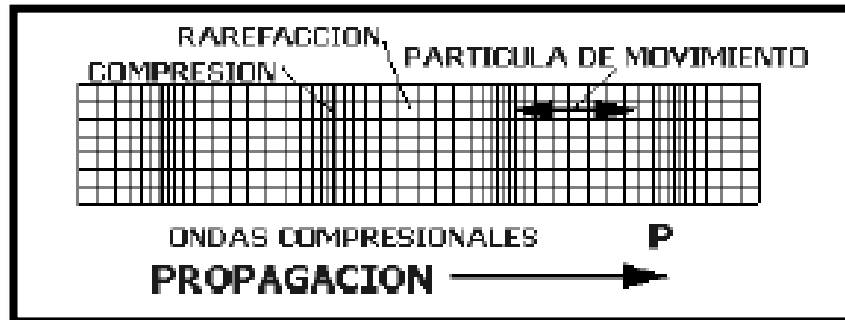 RAREFACCION
PARTICULA DE MOVIMIENTO
COMPRESION
ONDAS COMPRESIONALES P
PROPAGACION